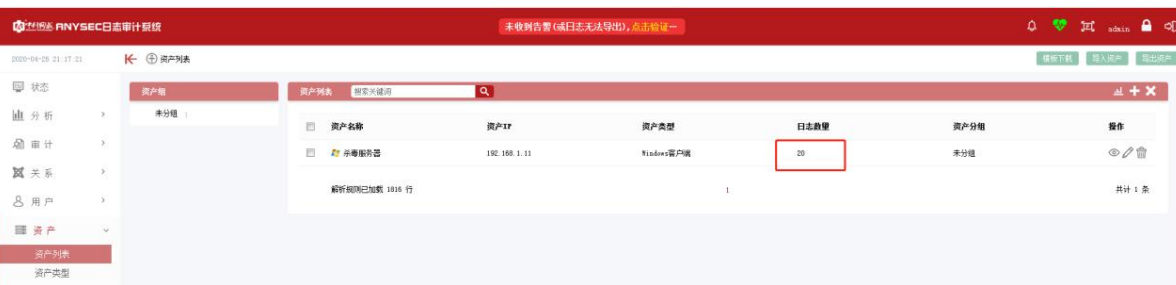 ANYSEC日志审计系统
未收到告警(或日志无法导出),点击验证--
admin
2020-04-26 21:17:21
资产列表
模板下载 导入资产 导出资产
状态
分析
审计
关系
用户
资产
资产列表
资产类型
资产组
未分组
资产列表 搜索关键词
资产名称 资产IP 资产类型 日志数量 资产分组 操作
杀毒服务器 192.168.1.11 Windows客户端 20 未分组
解析规则已加载 1816 行 1 共计 1 条